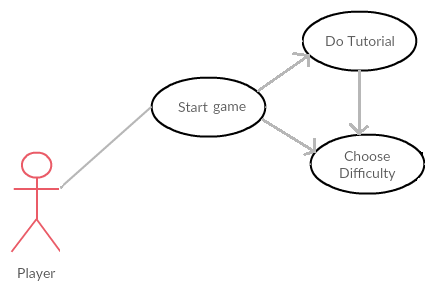 Do Tutorial
Start game
Choose
Difficulty
Player